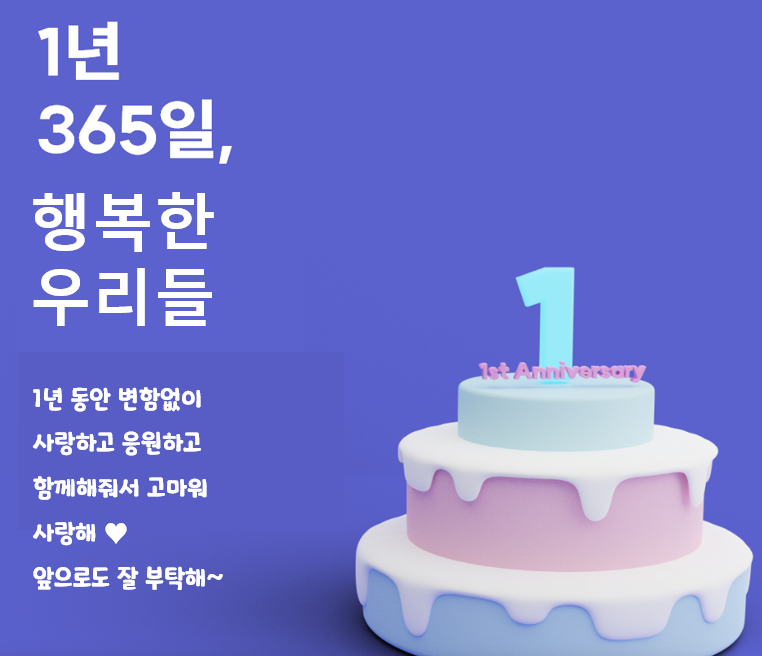 1년
365일,
행복한
우리들
1
1st Anniversary
1년 동안 변함없이
사랑하고 응원하고
함께해줘서 고마워
사랑해 ♥
앞으로도 잘 부탁해~